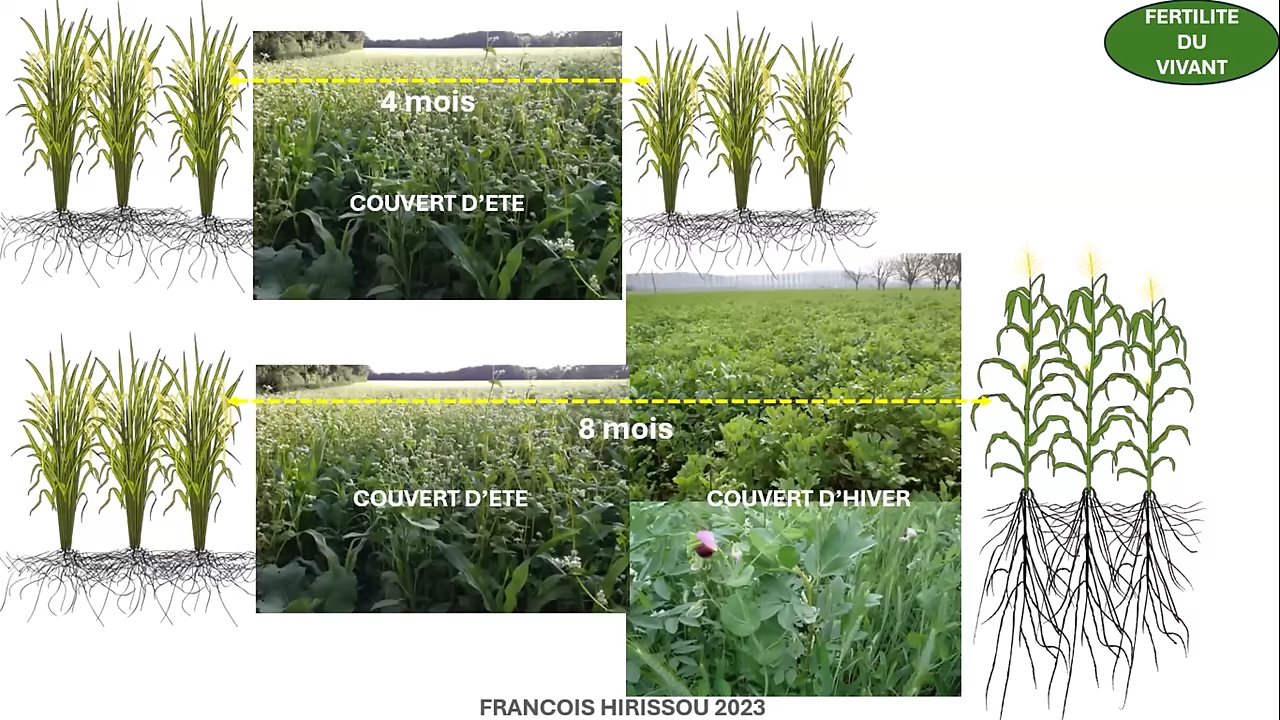 FERTILITE
DU
VIVANT
4 mois
COUVERT D’ETE
8 mois
COUVERT D’ETE
COUVERT D’HIVER
FRANCOIS HIRISSOU 2023